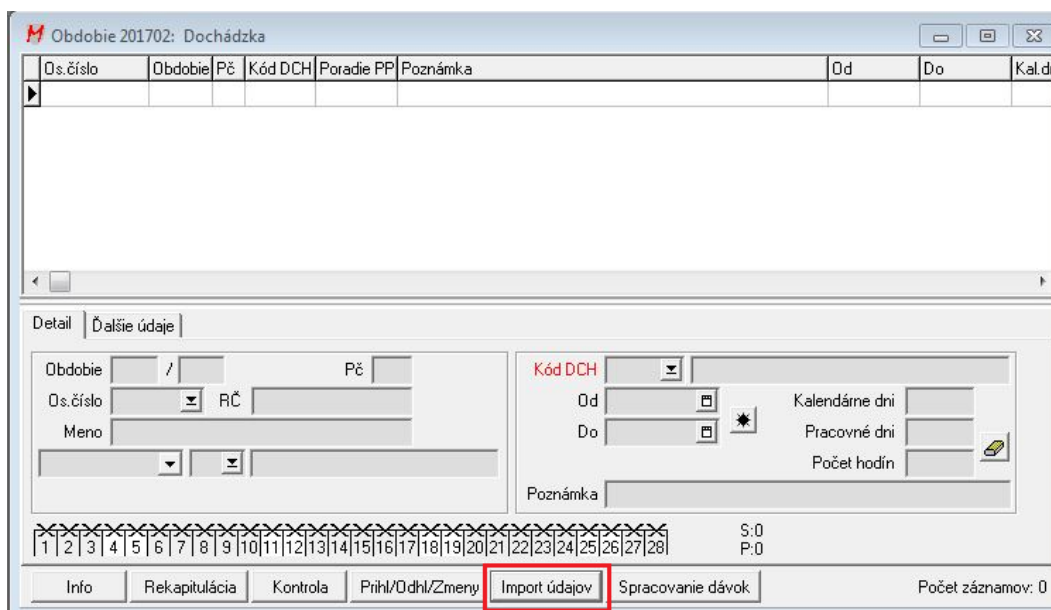 Obdobie 201702: Dochádzka
Os.číslo Obdobie Pč Kód DCH Poradie PP Poznámka Od Do Kal.d
Detail Ďalšie údaje
Obdobie / Pč Kód DCH
Os.číslo RČ Od Kalendárne dni
Meno Do Pracovné dni
Počet hodín
Poznámka
1 2 3 4 5 6 7 8 9 10 11 12 13 14 15 16 17 18 19 20 21 22 23 24 25 26 27 28
S:0
P:0
Info Rekapitulácia Kontrola Prihl/Odhl/Zmeny Import údajov Spracovanie dávok Počet záznamov: 0